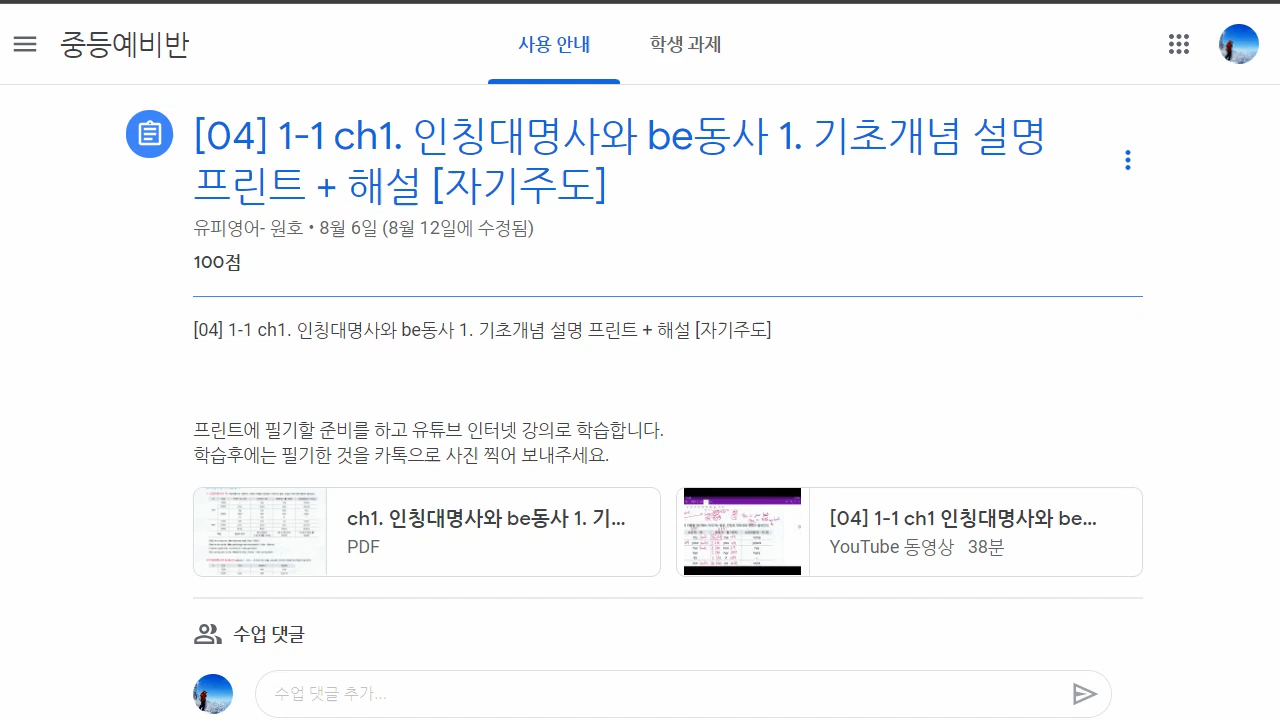 중등예비반
사용 안내
학생 과제
[04] 1-1 ch1. 인칭대명사와 be동사 1. 기초개념 설명
프린트 + 해설 [자기주도]
유피영어- 원호 • 8월 6일 (8월 12일에 수정됨)
100점
[04] 1-1 ch1. 인칭대명사와 be동사 1. 기초개념 설명 프린트 + 해설 [자기주도]
프린트에 필기할 준비를 하고 유튜브 인터넷 강의로 학습합니다.
학습후에는 필기한 것을 카톡으로 사진 찍어 보내주세요.
ch1. 인칭대명사와 be동사 1. 기...
PDF
[04] 1-1 ch1 인칭대명사와 be...
YouTube 동영상 38분
수업 댓글
수업 댓글 추가...